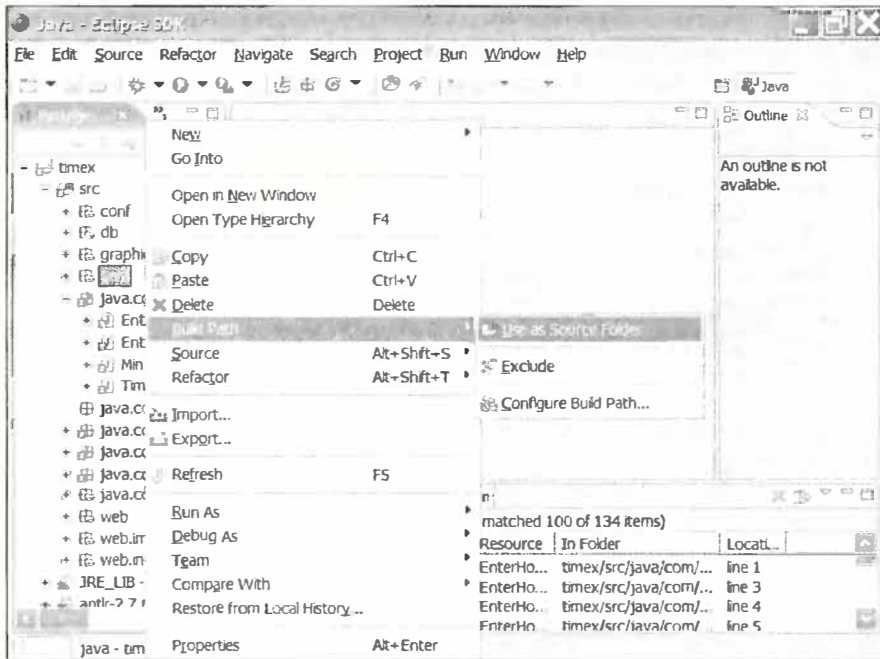 Java - Eclipse SDK
File Edit Source Refactor Navigate Search Project Run Window Help
Java
Outline
An outline is not
available.
timex
src
conf
db
graphi
java.co
Ent
Ent
Min
Tim
java.co
java.co
java.co
java.co
java.co
web
web.im
web.in
JRE_LIB -
antlr-2.7.
java - tim
New
Go Into
Open in New Window
Open Type Hierarchy F4
Copy Ctrl+C
Paste Ctrl+V
Delete Delete
Build Path
Source Alt+Shift+S
Refactor Alt+Shift+T
Import...
Export...
Refresh F5
Run As
Debug As
Team
Compare With
Restore from Local History...
Properties Alt+Enter
Use as Source Folder
Exclude
Configure Build Path...
matched 100 of 134 items)
Resource In Folder Locati...
EnterHo... timex/src/java/com/... line 1
EnterHo... timex/src/java/com/... line 3
EnterHo... timex/src/java/com/... line 4
EnterHo... timex/src/java/com/ line 5